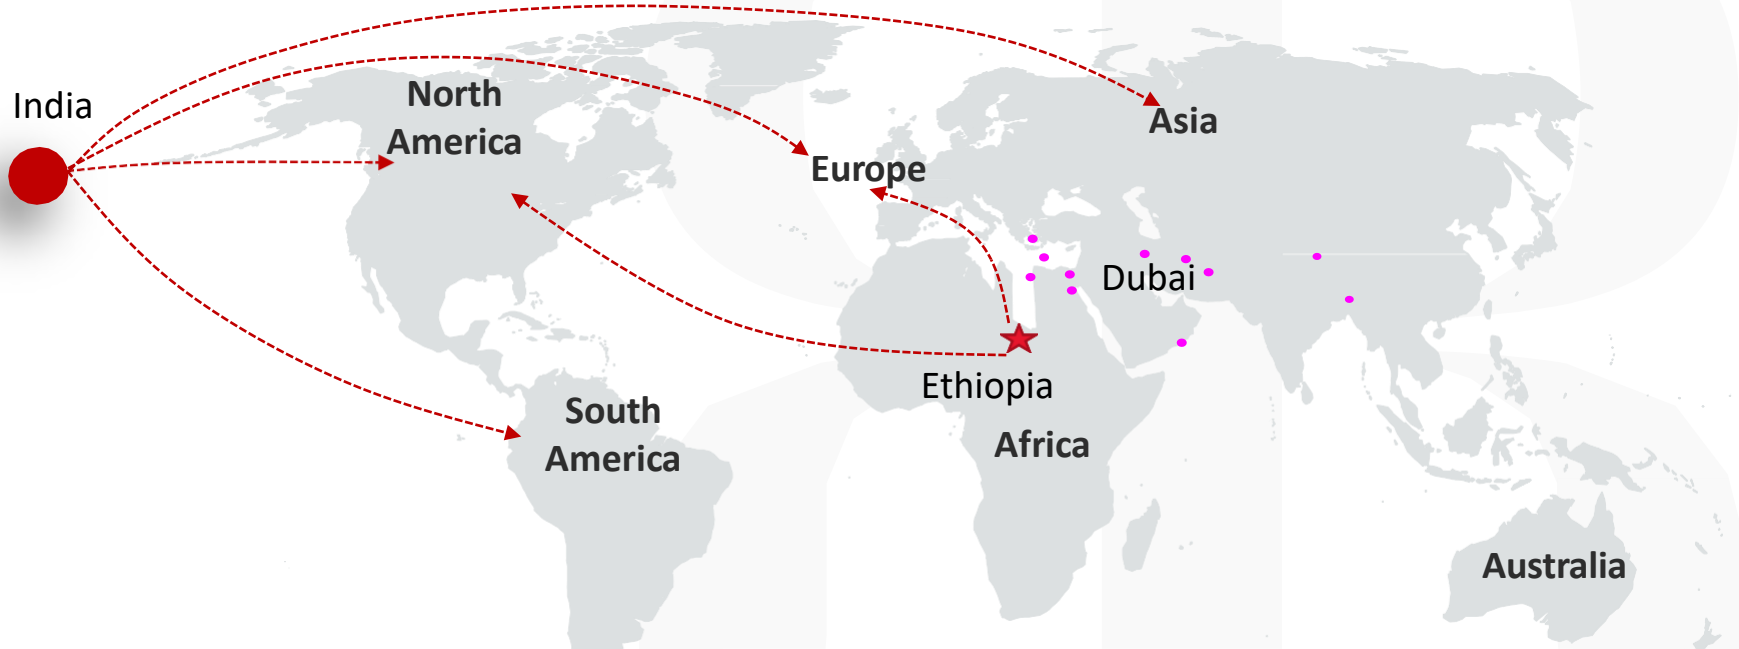 India
North
America
Asia
Europe
Dubai
Ethiopia
South
America
Africa
Australia